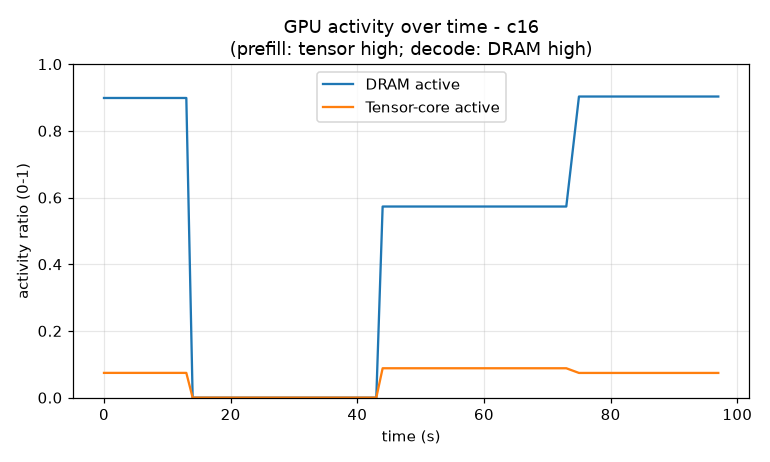 GPU activity over time - c16
(prefill: tensor high; decode: DRAM high)
DRAM active
Tensor-core active
activity ratio (0-1)
1.0
0.8
0.6
0.4
0.2
0.0
0
20
40
60
80
100
time (s)